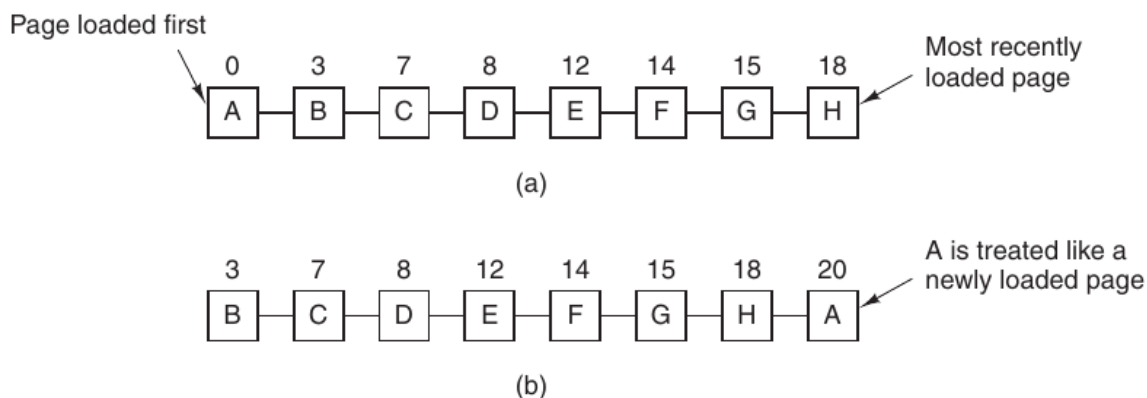 Page loaded first
0 3 7 8 12 14 15 18
Most recently
loaded page
A B C D E F G H
(a)
3 7 8 12 14 15 18 20
A is treated like a
newly loaded page
B C D E F G H A
(b)